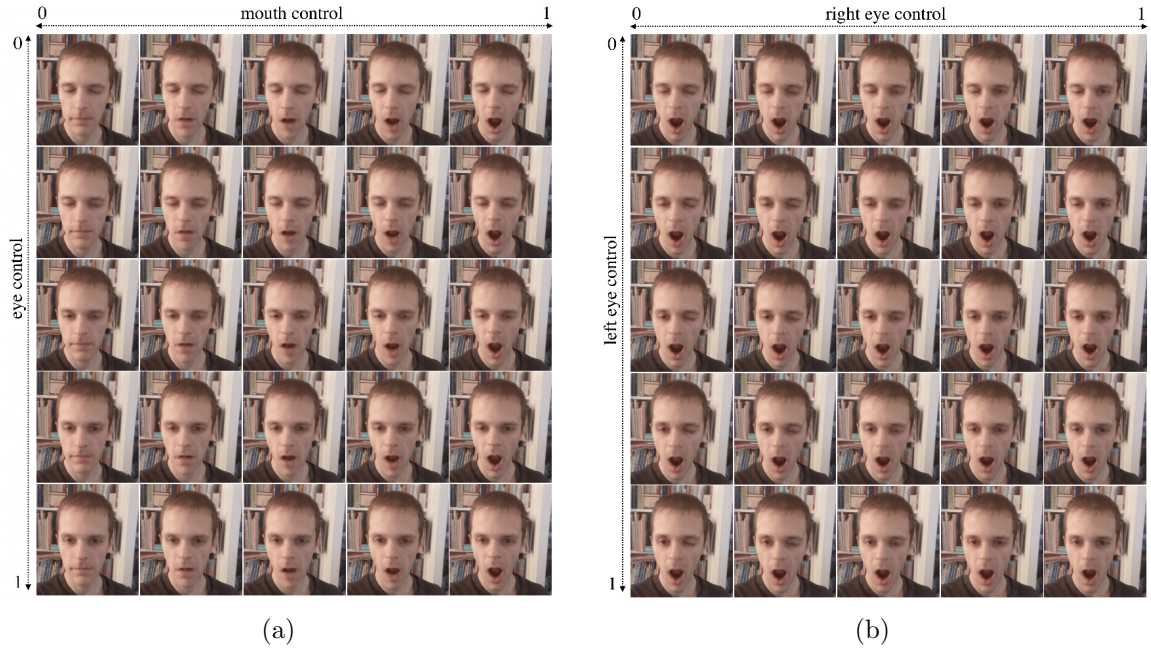 0 mouth control 1
0
eye control
1
(a)
0 right eye control 1
0
left eye control
1
(b)